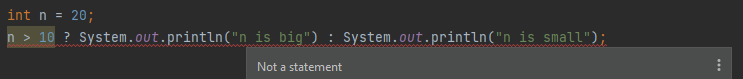 int n = 20;
n > 10 ? System.out.println("n is big") : System.out.println("n is small");
Not a statement